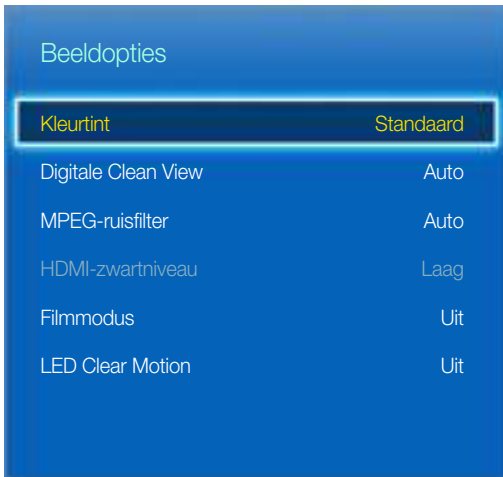 Beeldopties
Kleurtint Standaard
Digitale Clean View Auto
MPEG-ruisfilter Auto
HDMI-zwartniveau Laag
Filmmodus Uit
LED Clear Motion Uit